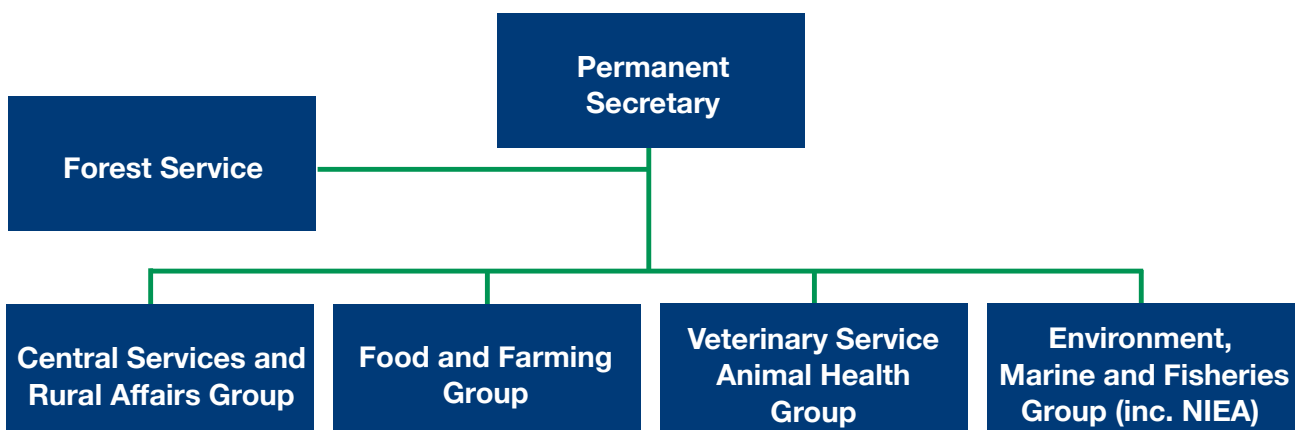 Permanent
Secretary
Forest Service
Central Services and
Rural Affairs Group
Food and Farming
Group
Veterinary Service
Animal Health
Group
Environment,
Marine and Fisheries
Group (inc. NIEA)